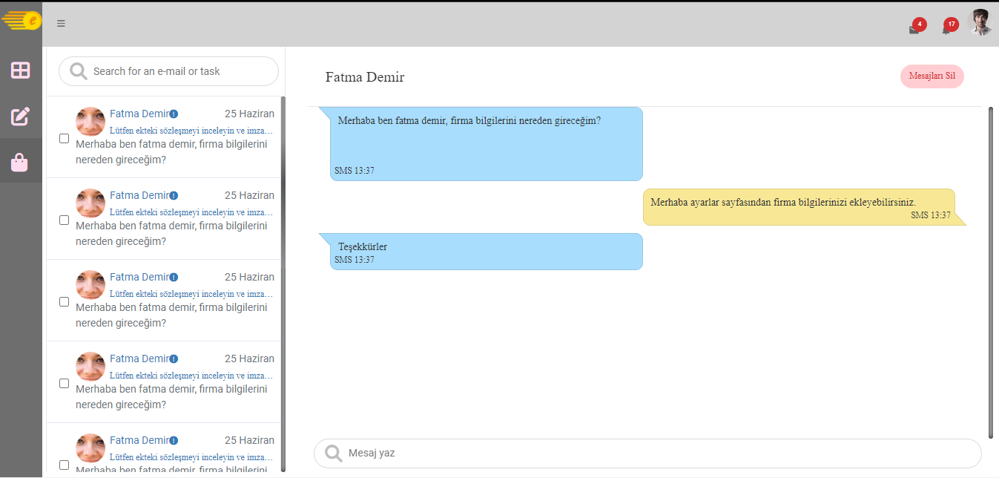 e
4
17
Search for an e-mail or task
Fatma Demir 25 Haziran
Lütfen ekteki sözleşmeyi inceleyin ve imza...
Merhaba ben fatma demir, firma bilgilerini
nereden gireceğim?
Fatma Demir 25 Haziran
Lütfen ekteki sözleşmeyi inceleyin ve imza...
Merhaba ben fatma demir, firma bilgilerini
nereden gireceğim?
Fatma Demir 25 Haziran
Lütfen ekteki sözleşmeyi inceleyin ve imza...
Merhaba ben fatma demir, firma bilgilerini
nereden gireceğim?
Fatma Demir 25 Haziran
Lütfen ekteki sözleşmeyi inceleyin ve imza...
Merhaba ben fatma demir, firma bilgilerini
nereden gireceğim?
Fatma Demir 25 Haziran
Lütfen ekteki sözleşmeyi inceleyin ve imza...
Merhaba ben fatma demir, firma bilgilerini
Fatma Demir
Mesajları Sil
Merhaba ben fatma demir, firma bilgilerini nereden gireceğim?
SMS 13:37
Merhaba ayarlar sayfasından firma bilgilerinizi ekleyebilirsiniz.
SMS 13:37
Teşekkürler
SMS 13:37
Mesaj yaz